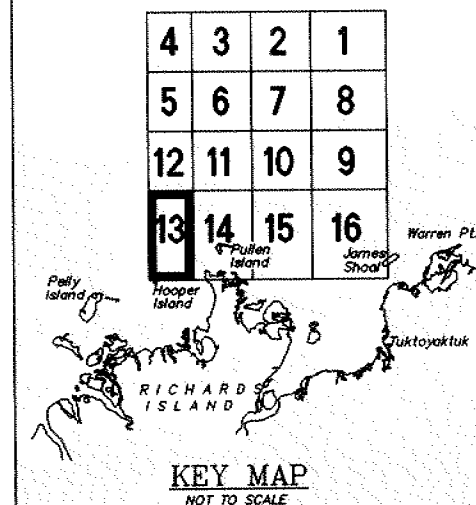 4 3 2 1
5 6 7 8
12 11 10 9
13 14 15 16
Warren Pt.
Pullen
Island
James
Shoal
Pelly
island
Hooper
Island
Tuktoyaktuk
RICHARDS
ISLAND
KEY MAP
NOT TO SCALE